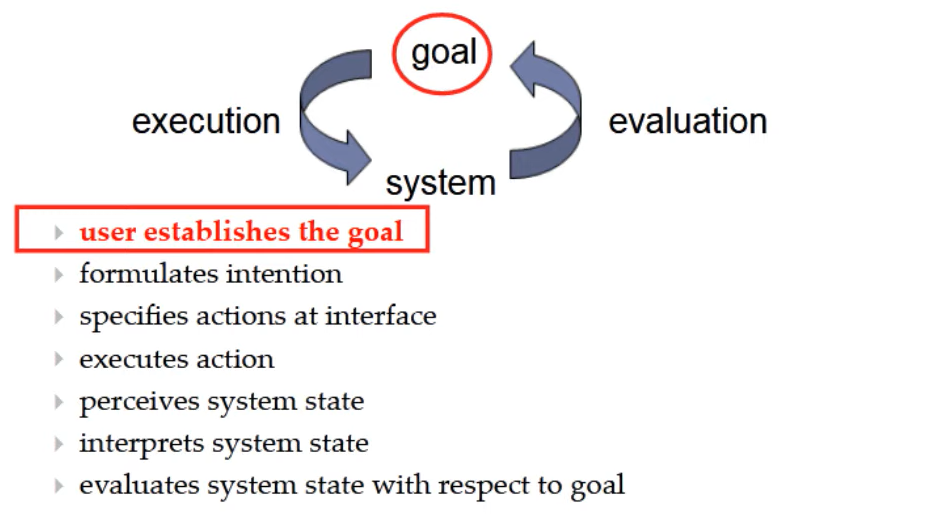 goal
execution
evaluation
system
user establishes the goal
formulates intention
specifies actions at interface
executes action
perceives system state
interprets system state
evaluates system state with respect to goal